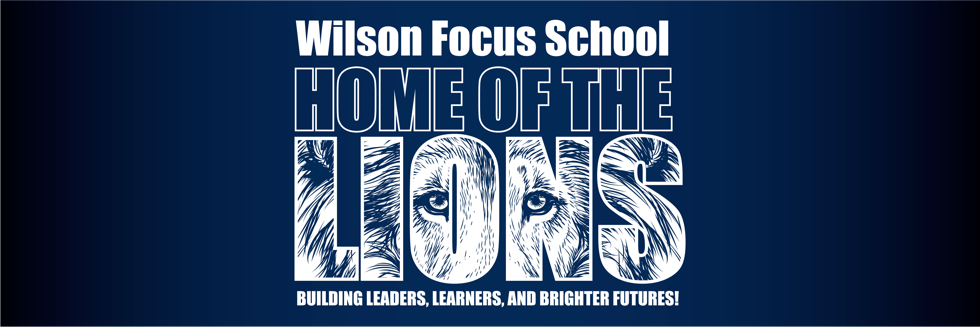 Wilson Focus School
HOME OF THE
LIONS
BUILDING LEADERS, LEARNERS, AND BRIGHTER FUTURES!